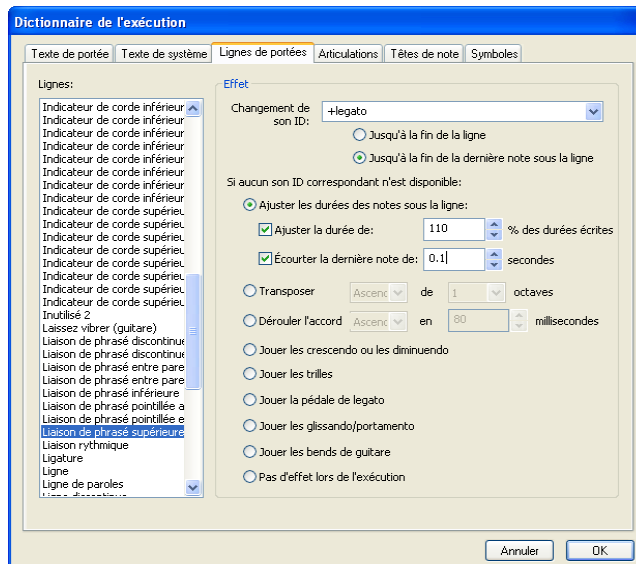 Dictionnaire de l'exécution
Texte de portée Texte de système Lignes de portées Articulations Têtes de note Symboles
Lignes:
Indicateur de corde inférieur
Indicateur de corde inférieur
Indicateur de corde inférieur
Indicateur de corde inférieur
Indicateur de corde inférieur
Indicateur de corde inférieur
Indicateur de corde inférieur
Indicateur de corde inférieur
Indicateur de corde supérieu
Indicateur de corde supérieu
Indicateur de corde supérieu
Indicateur de corde supérieu
Indicateur de corde supérieu
Indicateur de corde supérieu
Indicateur de corde supérieu
Indicateur de corde supérieu
Inutilisé 2
Laissez vibrer (guitare)
Liaison de phrasé discontinue
Liaison de phrasé discontinue
Liaison de phrasé entre pare
Liaison de phrasé entre pare
Liaison de phrasé inférieure
Liaison de phrasé pointillée a
Liaison de phrasé pointillée e
Liaison de phrasé supérieure
Liaison rythmique
Ligature
Ligne
Ligne de paroles
Ligne discontinue
Effet
Changement de son ID:
+legato
Jusqu'à la fin de la ligne
Jusqu'à la fin de la dernière note sous la ligne
Si aucun son ID correspondant n'est disponible:
Ajuster les durées des notes sous la ligne:
Ajuster la durée de: 110 % des durées écrites
Écourter la dernière note de: 0.1 secondes
Transposer Ascenc de 1 octaves
Dérouler l'accord Ascenc en 80 millisecondes
Jouer les crescendo ou les diminuendo
Jouer les trilles
Jouer la pédale de legato
Jouer les glissando/portamento
Jouer les bends de guitare
Pas d'effet lors de l'exécution
Annuler OK